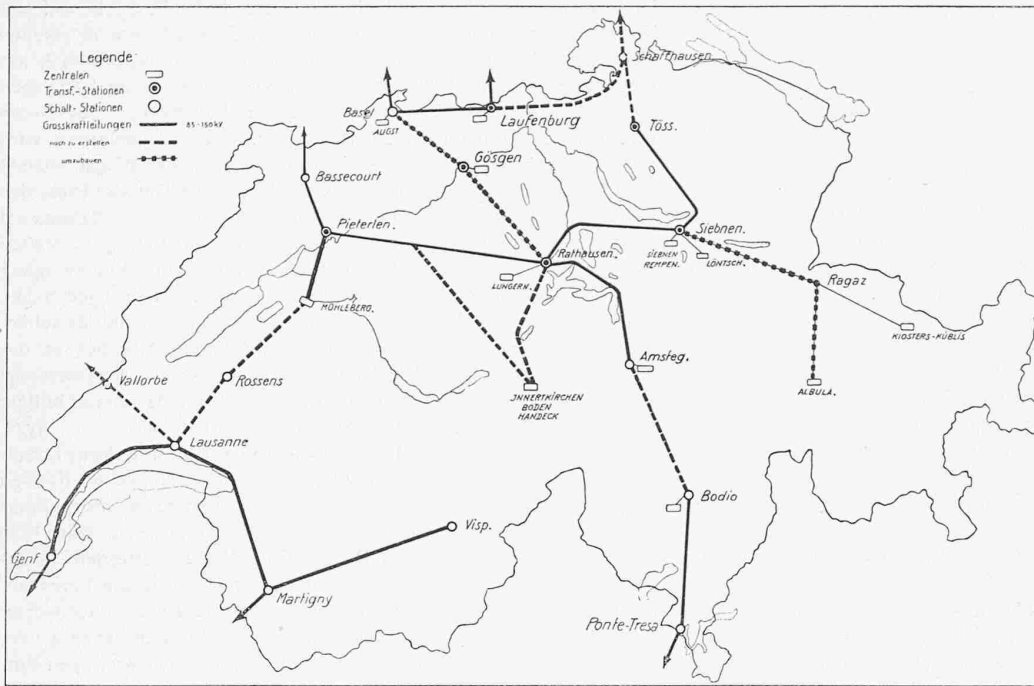 Legende
Zentralen
Transf.-Stationen
Schalt-Stationen
Grosskraftleitungen 85-150KV
noch zu erstellen
umzubauen
Schaffhausen
Basel
AUGST
Laufenburg
Töss.
Gösgen
Bassecourt
Pieterlen.
Siebnen.
SIEBNEN
REMPEN.
LÖNTSCH.
Rathausen.
LUNGERN.
Ragaz
MÜHLEBERG.
KLOSTERS-KÜBLIS
Amsteg.
Vallorbe
Rossens
JNNERTKIRCHEN
BODEN
HANDECK
ALBULA.
Lausanne
Bodio
Visp.
Genf
Martigny
Ponte-Tresa